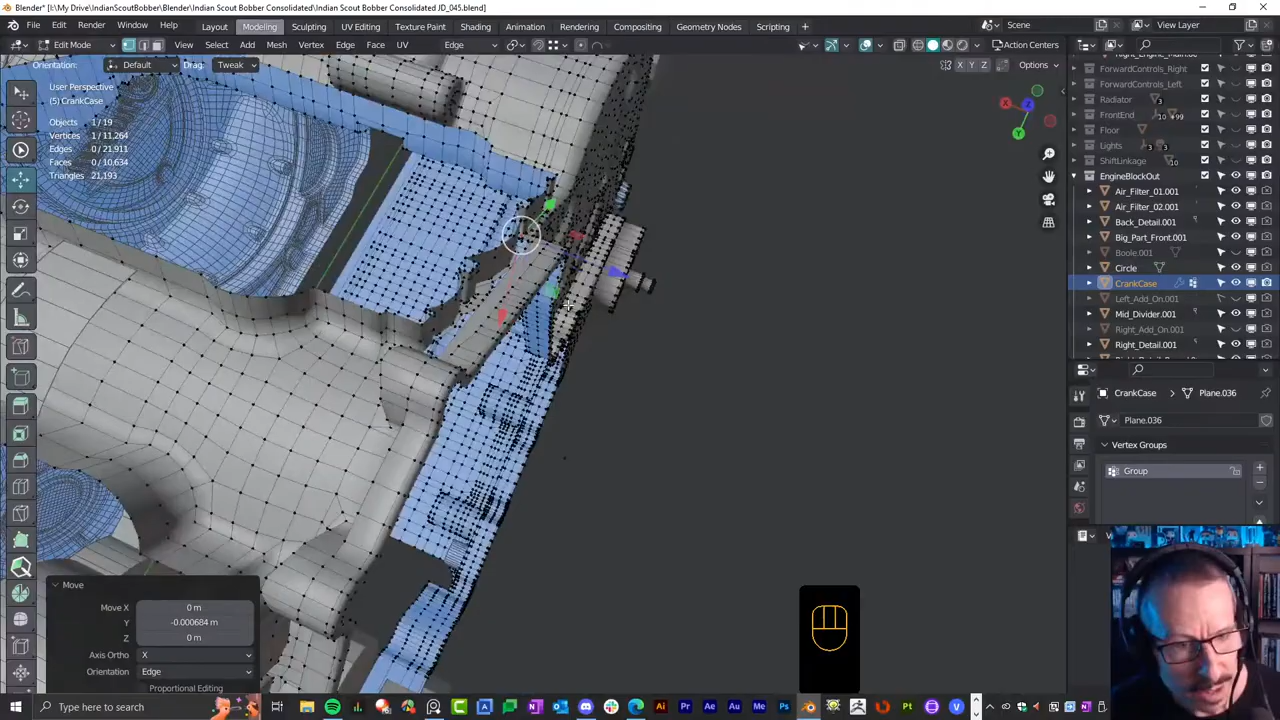 Blender* [I:\My Drive\IndianScoutBobber\Blender\Indian Scout Bobber Consolidated\Indian Scout Bobber Consolidated JD_045.blend]
File Edit Render Window Help Layout Modeling Sculpting UV Editing Texture Paint Shading Animation Rendering Compositing Geometry Nodes Scripting + Scene View Layer
Edit Mode View Select Add Mesh Vertex Edge Face UV Edge Action Centers
Orientation: Default Drag: Tweak X Y Z Options
User Perspective
(5) CrankCase
Objects 1/19
Vertices 1/11,264
Edges 0/21,911
Faces 0/10,634
Triangles 21,193
X
Z
Y
ForwardControls_Right
ForwardControls_Left
Radiator 3
FrontEnd 10 +99
Floor
Lights 3 3
ShiftLinkage 10
EngineBlockOut
Air_Filter_01.001
Air_Filter_02.001
Back_Detail.001
Big_Part_Front.001
Boole.001
Circle
CrankCase
Left_Add_On.001
Mid_Divider.001
Right_Add_On.001
Right_Detail.001
CrankCase > Plane.036
Plane.036
Vertex Groups
Group
Move
Move X 0 m
Y -0.000684 m
Z 0 m
Axis Ortho X
Orientation Edge
Proportional Editing
Type here to search